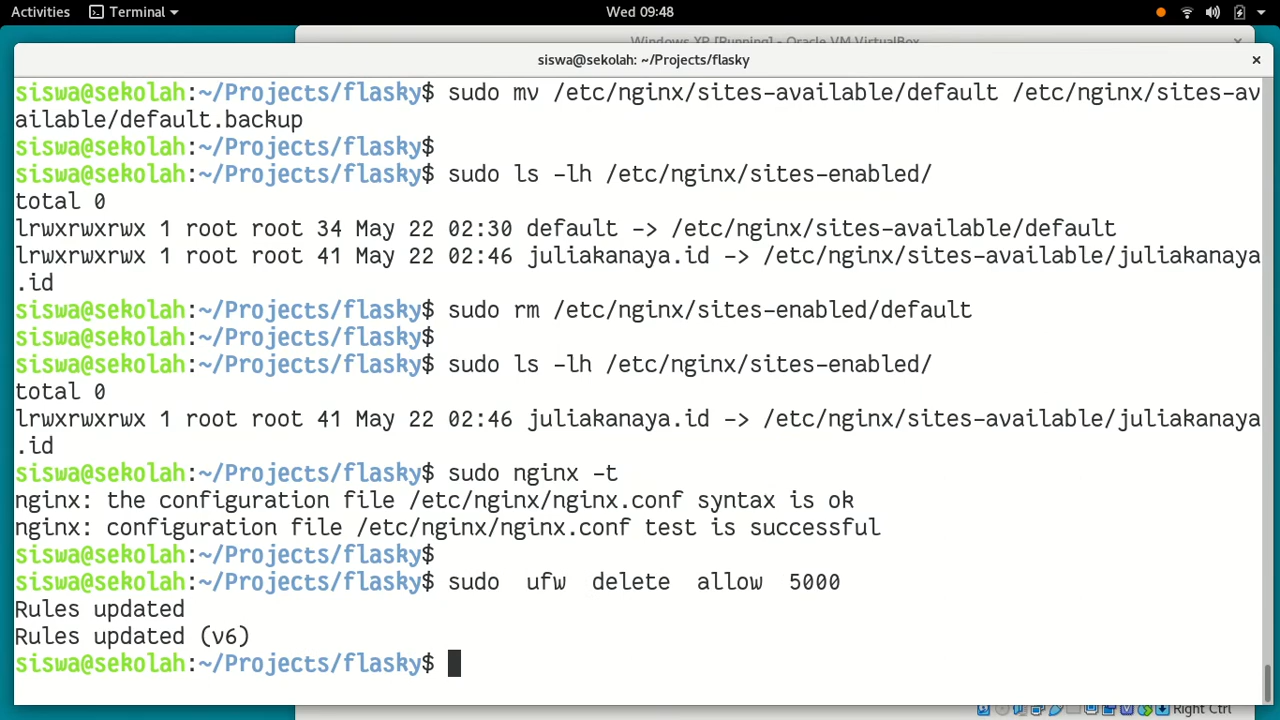 Activities Terminal Wed 09:48
Windows XP [Running] - Oracle VM VirtualBox
siswa@sekolah: ~/Projects/flasky
siswa@sekolah:~/Projects/flasky$ sudo mv /etc/nginx/sites-available/default /etc/nginx/sites-av
ailable/default.backup
siswa@sekolah:~/Projects/flasky$
siswa@sekolah:~/Projects/flasky$ sudo ls -lh /etc/nginx/sites-enabled/
total 0
lrwxrwxrwx 1 root root 34 May 22 02:30 default -> /etc/nginx/sites-available/default
lrwxrwxrwx 1 root root 41 May 22 02:46 juliakanaya.id -> /etc/nginx/sites-available/juliakanaya
.id
siswa@sekolah:~/Projects/flasky$ sudo rm /etc/nginx/sites-enabled/default
siswa@sekolah:~/Projects/flasky$
siswa@sekolah:~/Projects/flasky$ sudo ls -lh /etc/nginx/sites-enabled/
total 0
lrwxrwxrwx 1 root root 41 May 22 02:46 juliakanaya.id -> /etc/nginx/sites-available/juliakanaya
.id
siswa@sekolah:~/Projects/flasky$ sudo nginx -t
nginx: the configuration file /etc/nginx/nginx.conf syntax is ok
nginx: configuration file /etc/nginx/nginx.conf test is successful
siswa@sekolah:~/Projects/flasky$
siswa@sekolah:~/Projects/flasky$ sudo  ufw  delete  allow  5000
Rules updated
Rules updated (v6)
siswa@sekolah:~/Projects/flasky$
Right Ctrl